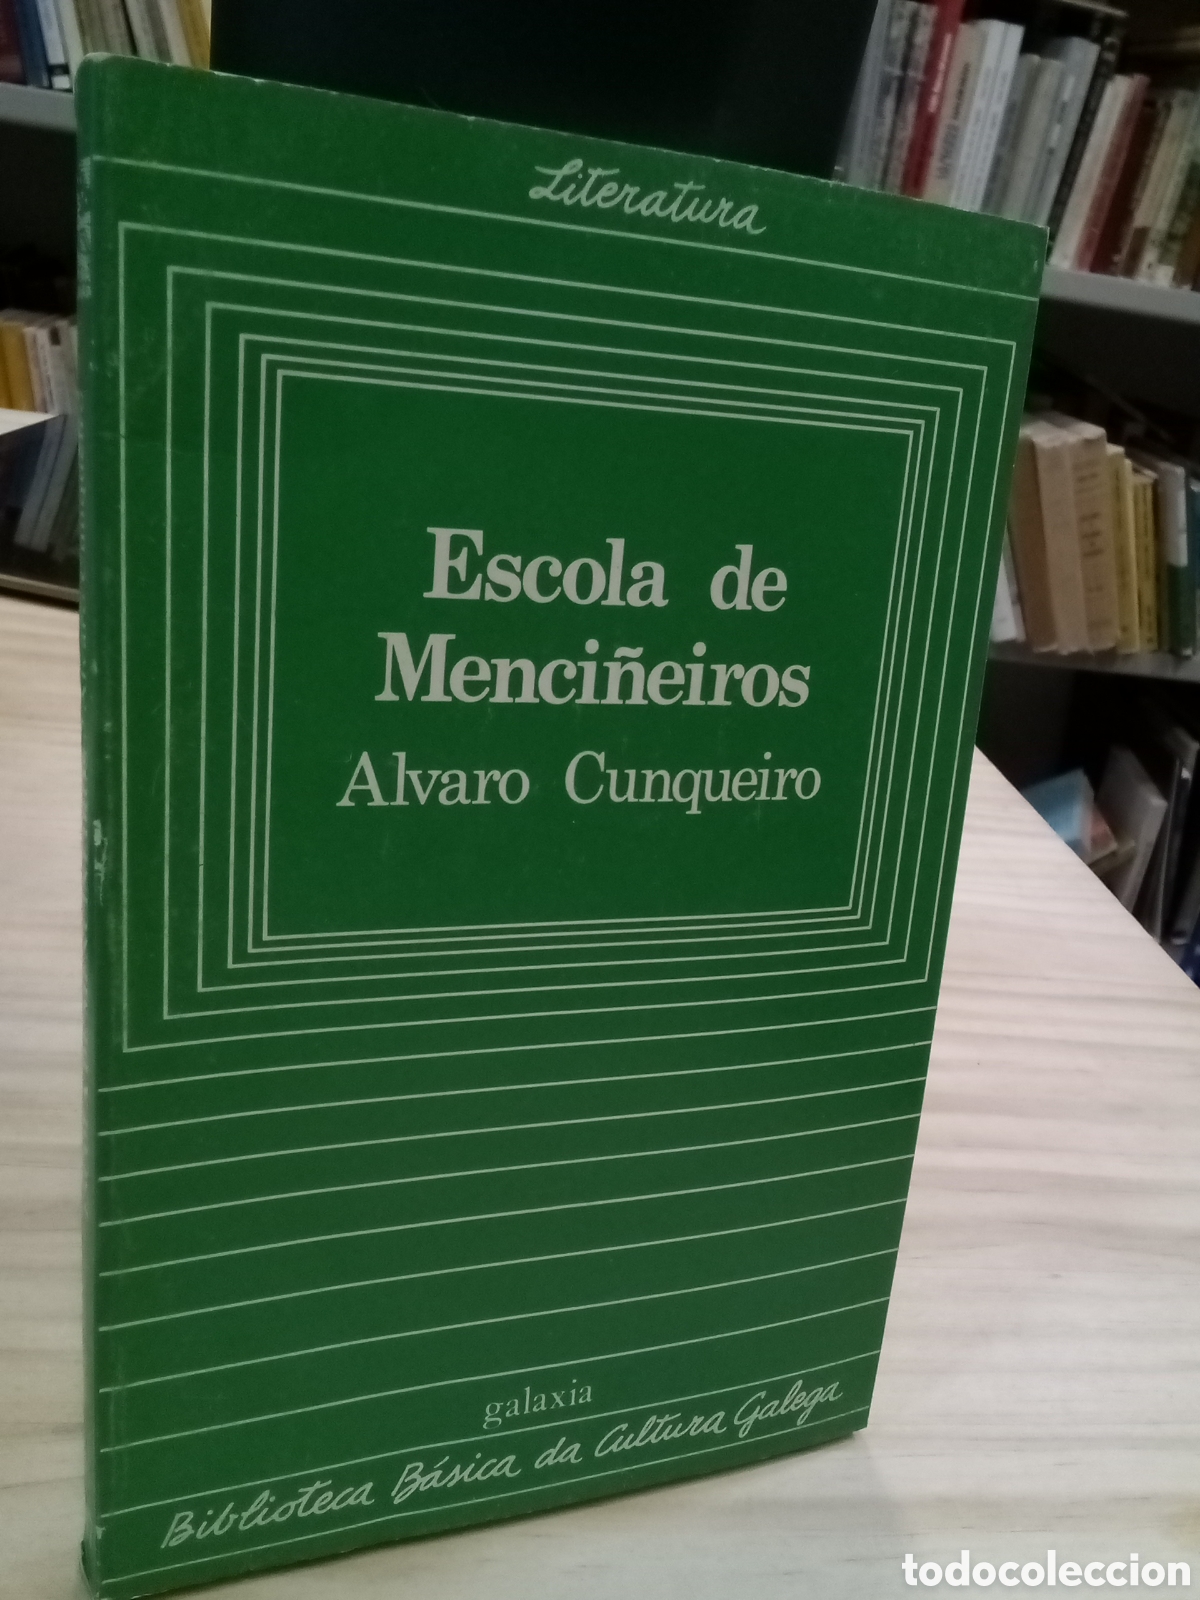 Literatura
Escola de
Menciñeiros
Alvaro Cunqueiro
galaxia
Biblioteca Básica da Cultura Galega
todocoleccion